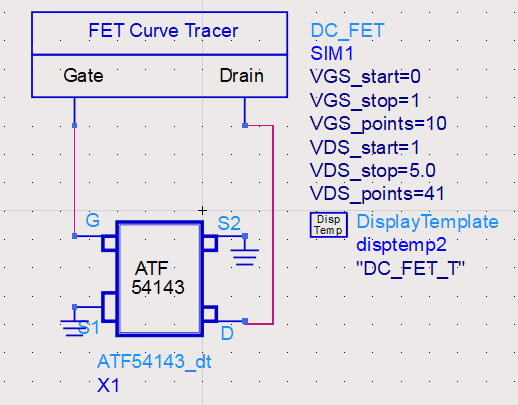 FET Curve Tracer
Gate
Drain
DC_FET
SIM1
VGS_start=0
VGS_stop=1
VGS_points=10
VDS_start=1
VDS_stop=5.0
VDS_points=41
Disp
Temp
DisplayTemplate
disptemp2
"DC_FET_T"
G
S2
ATF
54143
S1
D
ATF54143_dt
X1